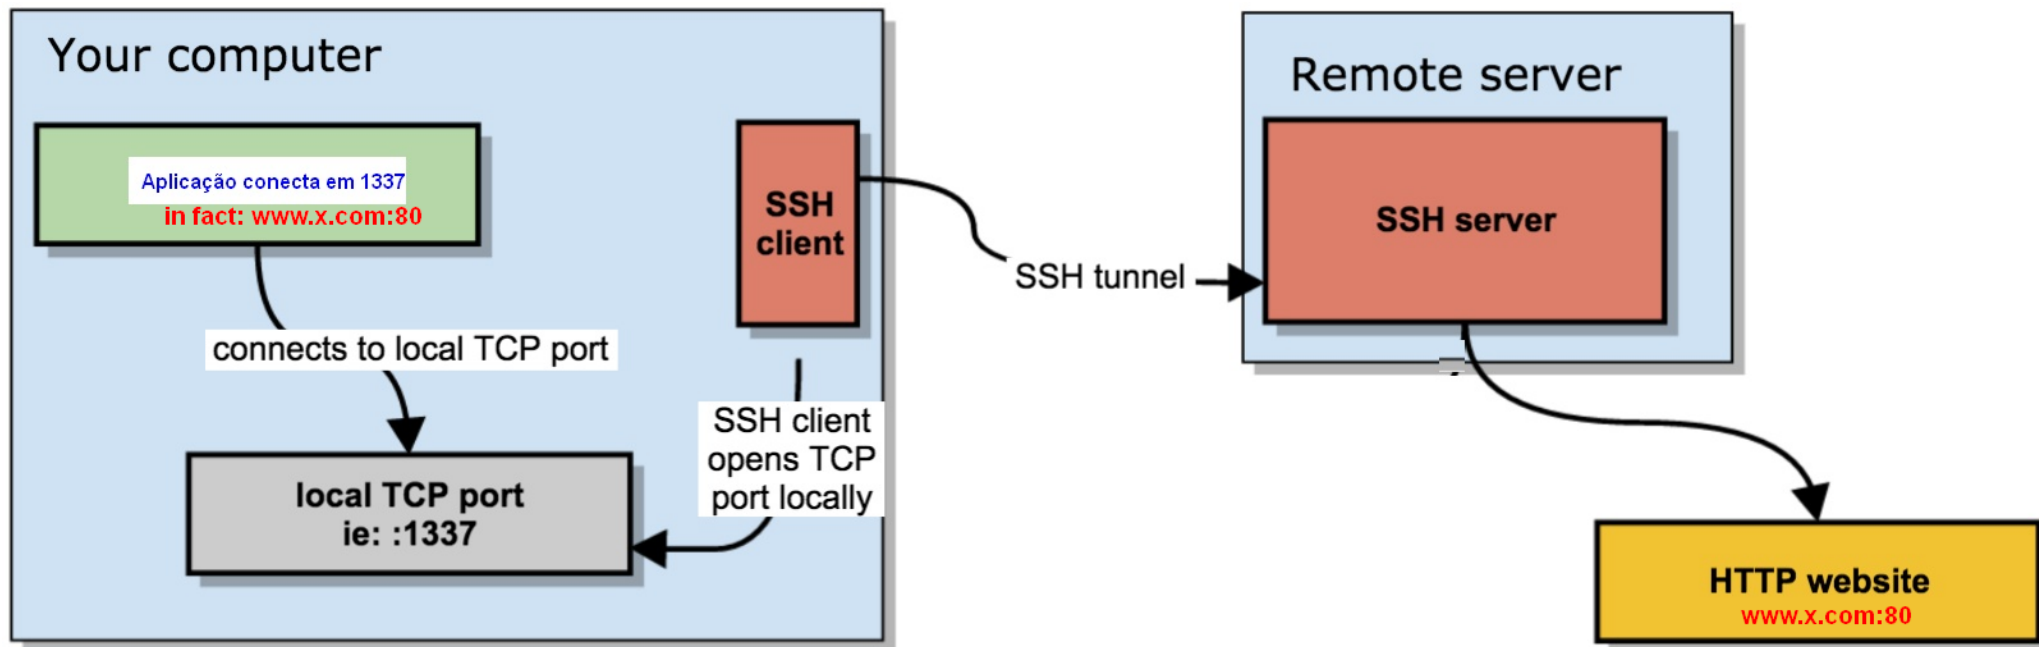 Your computer
Aplicação conecta em 1337
in fact: www.x.com:80
connects to local TCP port
local TCP port
ie: :1337
SSH
client
SSH client
opens TCP
port locally
SSH tunnel
Remote server
SSH server
HTTP website
www.x.com:80